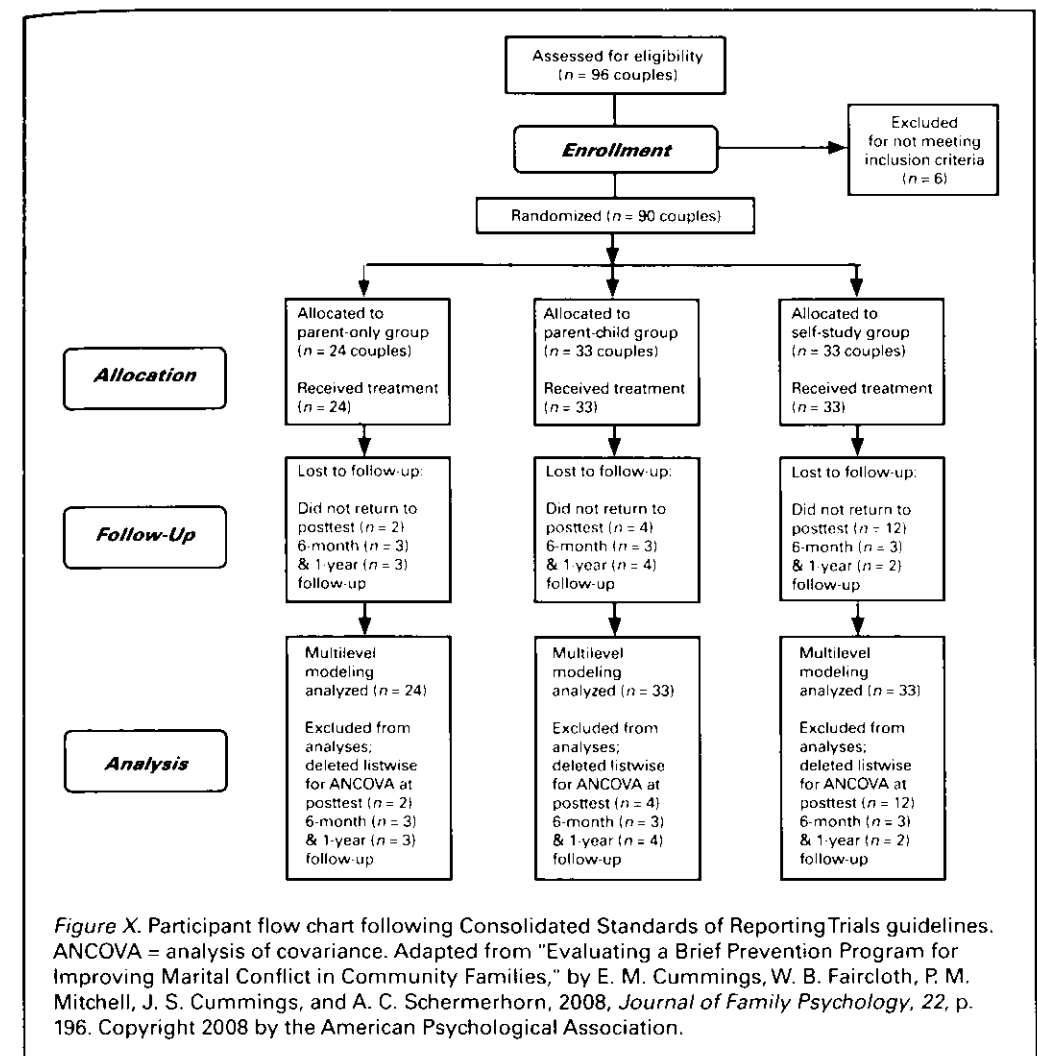 Assessed for eligibility
(n = 96 couples)
Enrollment
Excluded
for not meeting
inclusion criteria
(n = 6)
Randomized (n = 90 couples)
Allocation
Allocated to
parent-only group
(n = 24 couples)
Received treatment
(n = 24)
Allocated to
parent-child group
(n = 33 couples)
Received treatment
(n = 33)
Allocated to
self-study group
(n = 33 couples)
Received treatment
(n = 33)
Follow-Up
Lost to follow-up:
Did not return to
posttest (n = 2)
6-month (n = 3)
& 1-year (n = 3)
follow-up
Lost to follow-up:
Did not return to
posttest (n = 4)
6-month (n = 3)
& 1-year (n = 4)
follow-up
Lost to follow-up:
Did not return to
posttest (n = 12)
6-month (n = 3)
& 1-year (n = 2)
follow-up
Analysis
Multilevel
modeling
analyzed (n = 24)
Excluded from
analyses;
deleted listwise
for ANCOVA at
posttest (n = 2)
6-month (n = 3)
& 1-year (n = 3)
follow-up
Multilevel
modeling
analyzed (n = 33)
Excluded from
analyses;
deleted listwise
for ANCOVA at
posttest (n = 4)
6-month (n = 3)
& 1-year (n = 4)
follow-up
Multilevel
modeling
analyzed (n = 33)
Excluded from
analyses;
deleted listwise
for ANCOVA at
posttest (n = 12)
6-month (n = 3)
& 1-year (n = 2)
follow-up
Figure X. Participant flow chart following Consolidated Standards of Reporting Trials guidelines.
ANCOVA = analysis of covariance. Adapted from "Evaluating a Brief Prevention Program for
Improving Marital Conflict in Community Families," by E. M. Cummings, W. B. Faircloth, P. M.
Mitchell, J. S. Cummings, and A. C. Schermerhorn, 2008, Journal of Family Psychology, 22, p.
196. Copyright 2008 by the American Psychological Association.